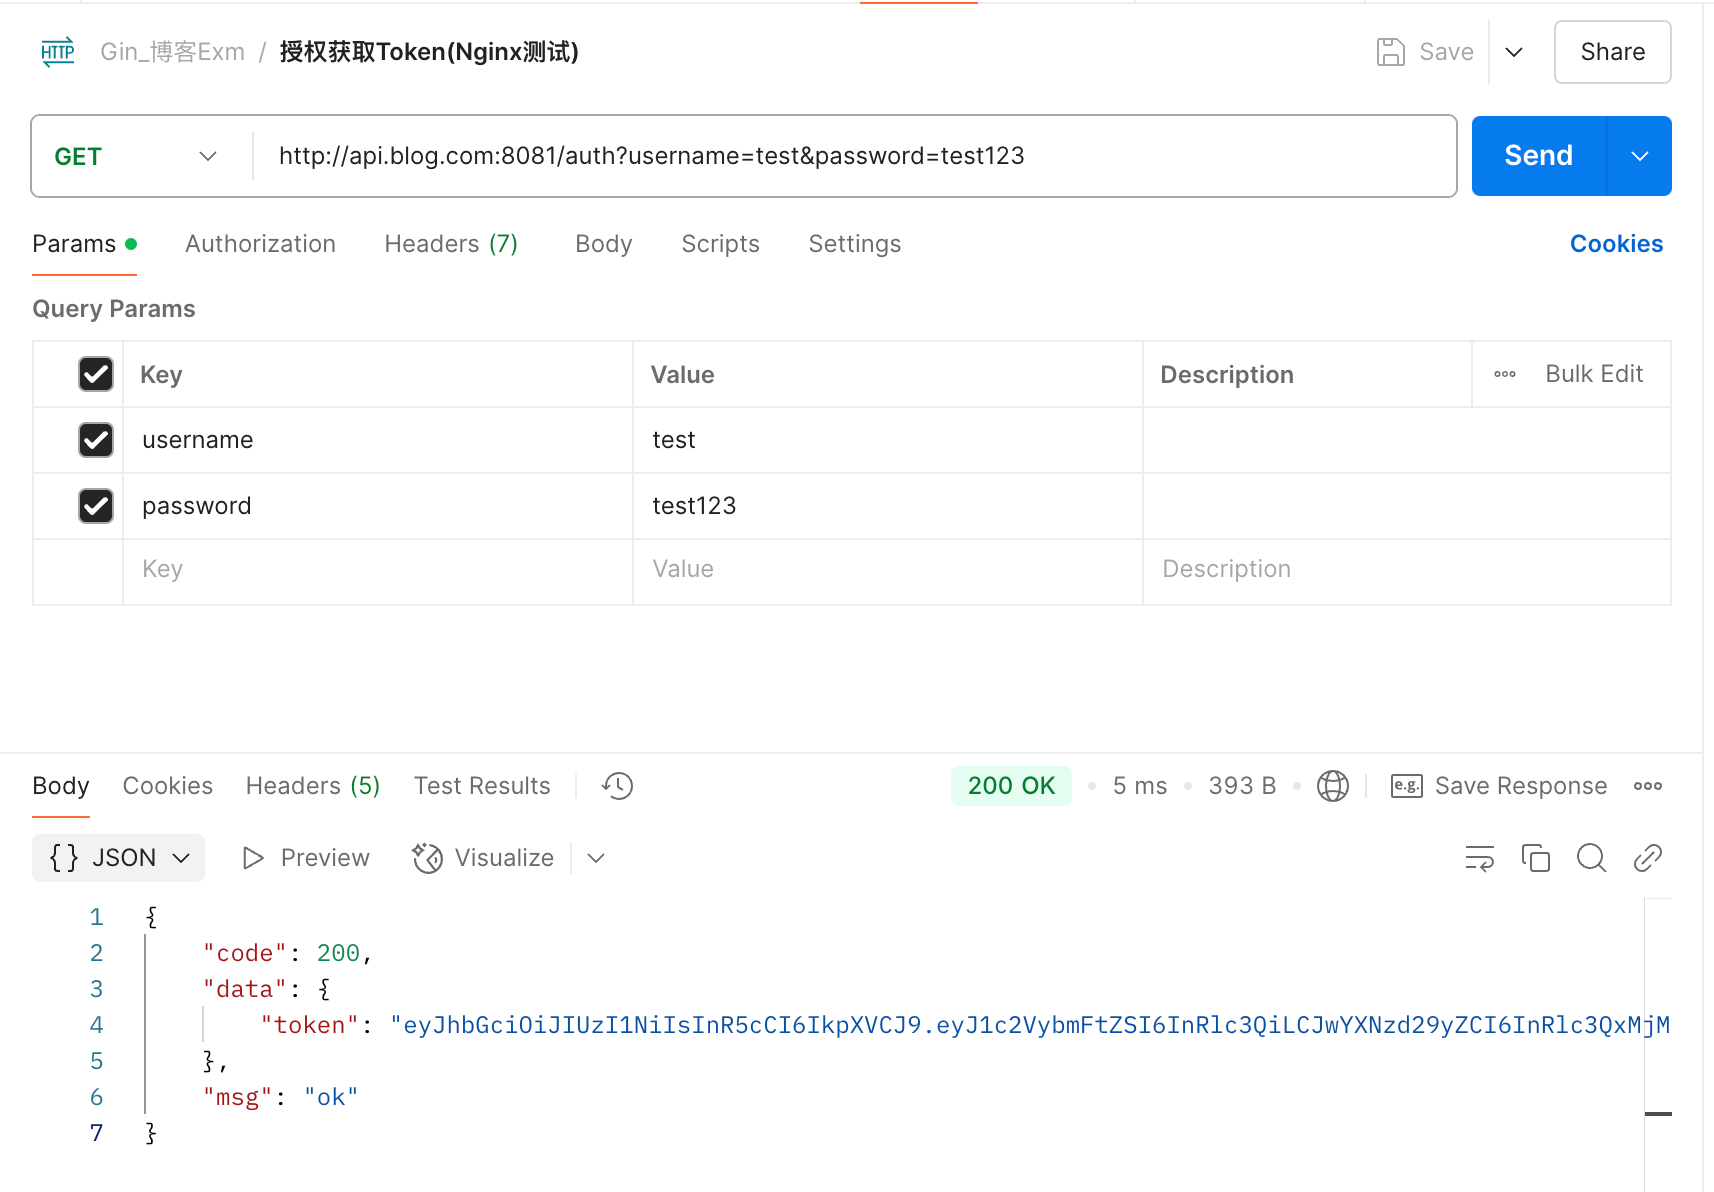 HTTP Gin_博客Exm / 授权获取Token(Nginx测试) Save Share
GET http://api.blog.com:8081/auth?username=test&password=test123 Send
Params Authorization Headers (7) Body Scripts Settings Cookies
Query Params
Key Value Description Bulk Edit
username test
password test123
Key Value Description
Body Cookies Headers (5) Test Results 200 OK 5 ms 393 B e.g. Save Response
{} JSON Preview Visualize
1 {
2 "code": 200,
3 "data": {
4 "token": "eyJhbGciOiJIUzI1NiIsInR5cCI6IkpXVCJ9.eyJ1c2VybmFtZSI6InRlc3QiLCJwYXNzd29yZCI6InRlc3QxMjM
5 },
6 "msg": "ok"
7 }